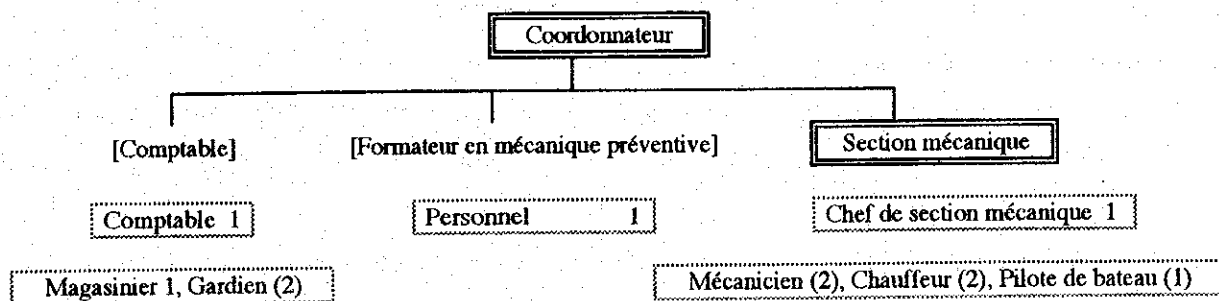 Coordonnateur
[Comptable] [Formateur en mécanique préventive] Section mécanique
Comptable 1 Personnel 1 Chef de section mécanique 1
Magasinier 1, Gardien (2) Mécanicien (2), Chauffeur (2), Pilote de bateau (1)